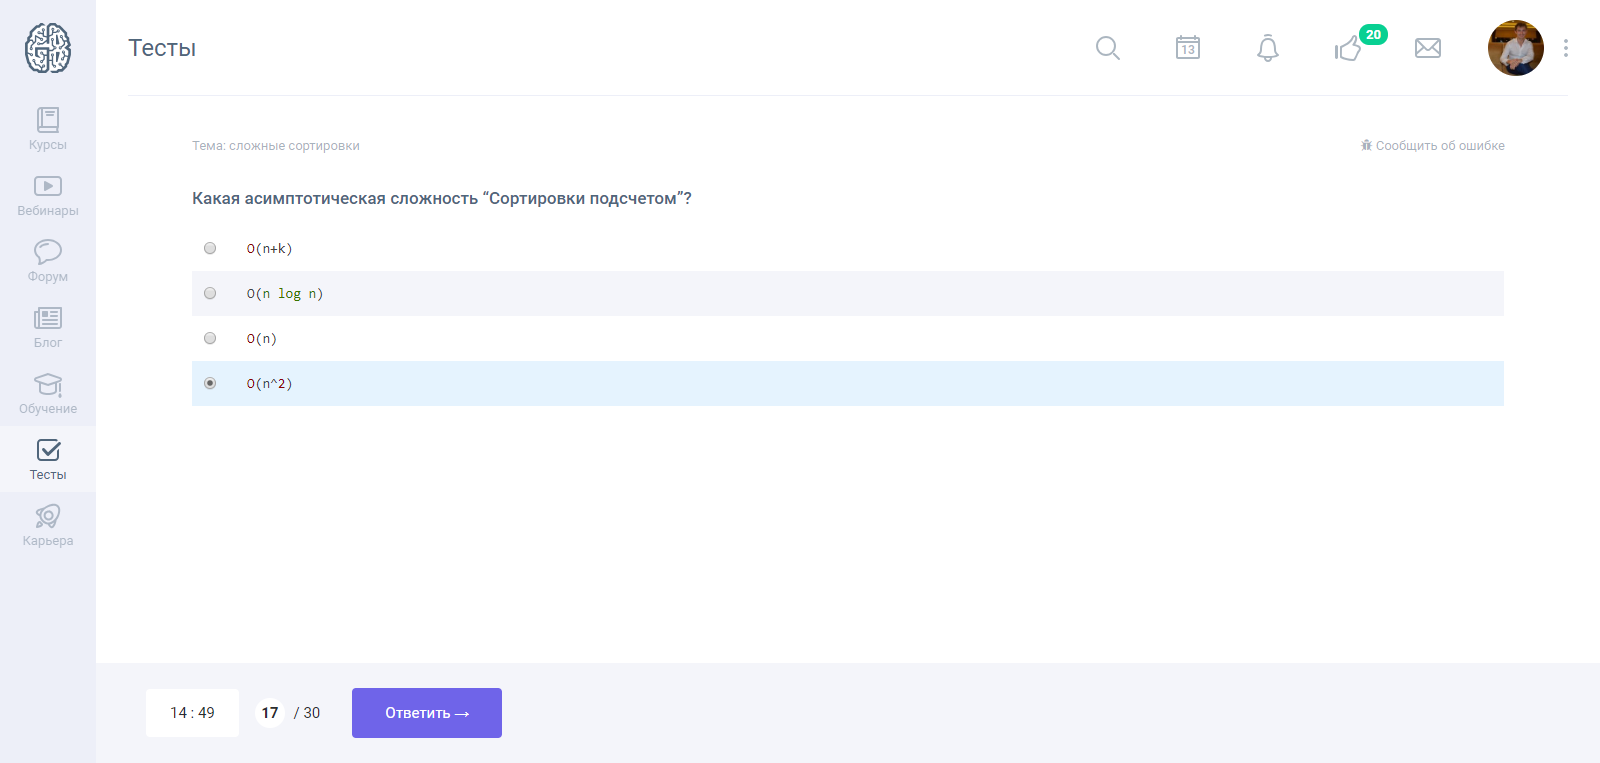 Тесты
13
20
Курсы
Вебинары
Форум
Блог
Обучение
Тесты
Карьера
Тема: сложные сортировки
Сообщить об ошибке
Какая асимптотическая сложность “Сортировки подсчетом”?
O(n+k)
O(n log n)
O(n)
O(n^2)
14 : 49
17 / 30
Ответить →